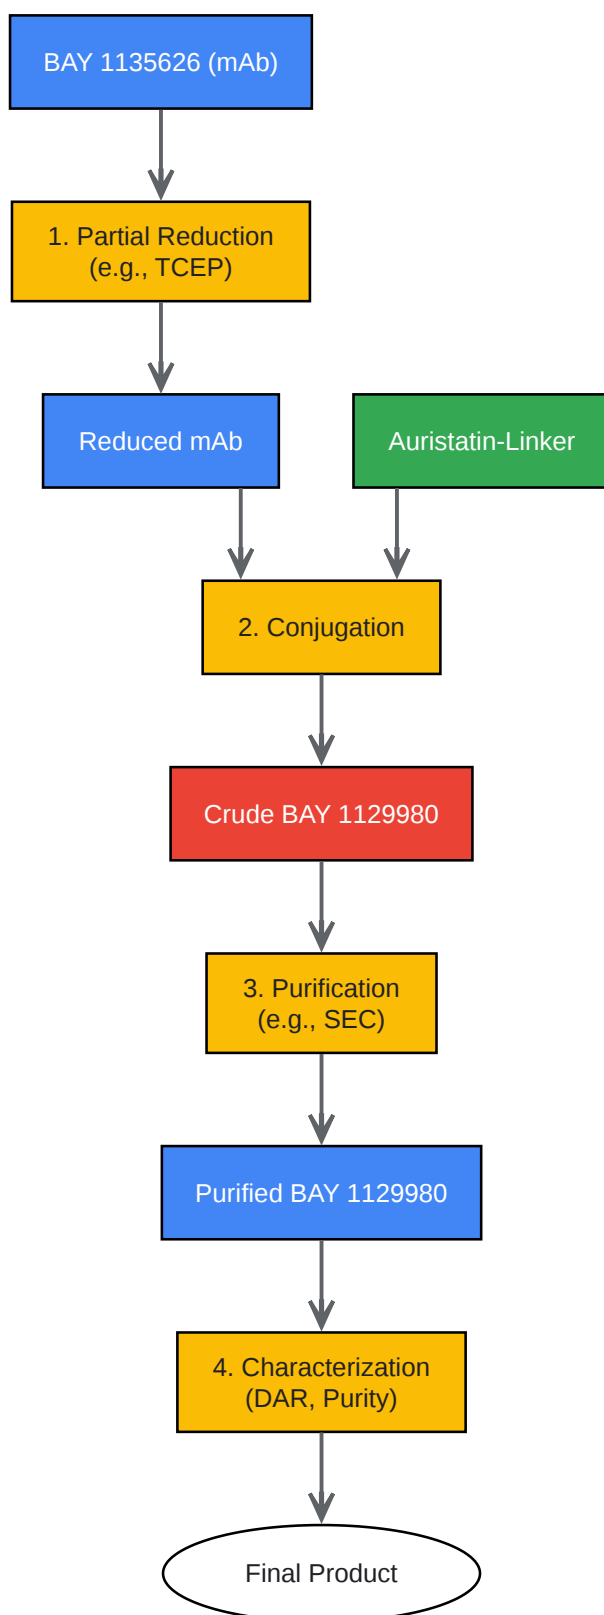 BAY 1135626 (mAb)
1. Partial Reduction
(e.g., TCEP)
Reduced mAb
Auristatin-Linker
2. Conjugation
Crude BAY 1129980
3. Purification
(e.g., SEC)
Purified BAY 1129980
4. Characterization
(DAR, Purity)
Final Product